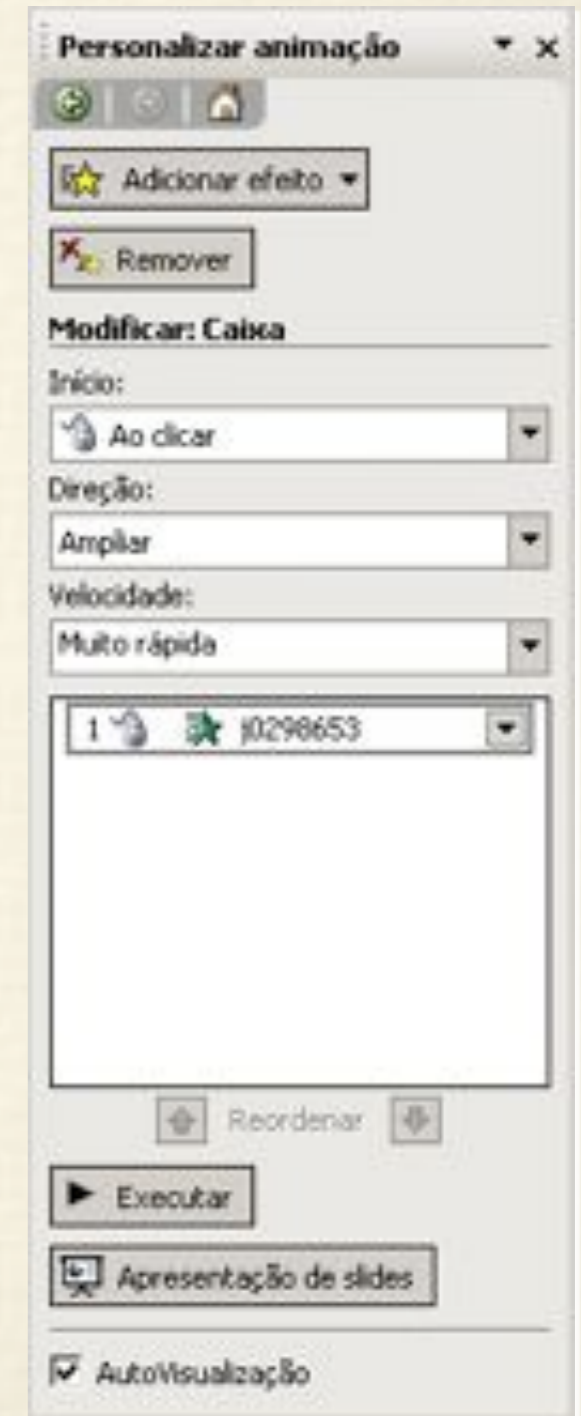 Personalizar animação
Adicionar efeito
Remover
Modificar: Caixa
Início:
Ao clicar
Direção:
Ampliar
Velocidade:
Muito rápida
1 j0298653
Reordenar
Executar
Apresentação de slides
AutoVisualização